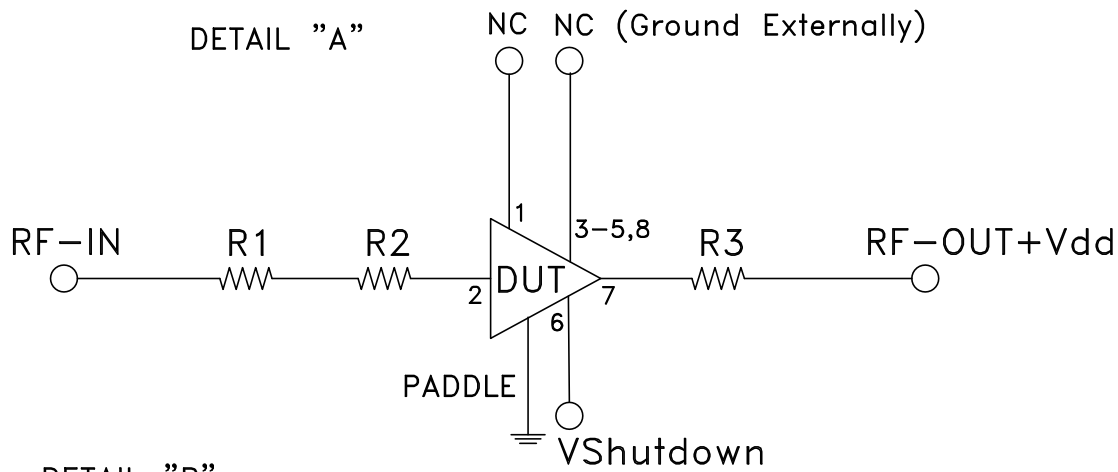 DETAIL "A"
NC
NC (Ground Externally)
1
3-5,8
RF-IN
R1
R2
R3
RF-OUT+Vdd
2
DUT
7
6
PADDLE
VShutdown
DETAIL "B"